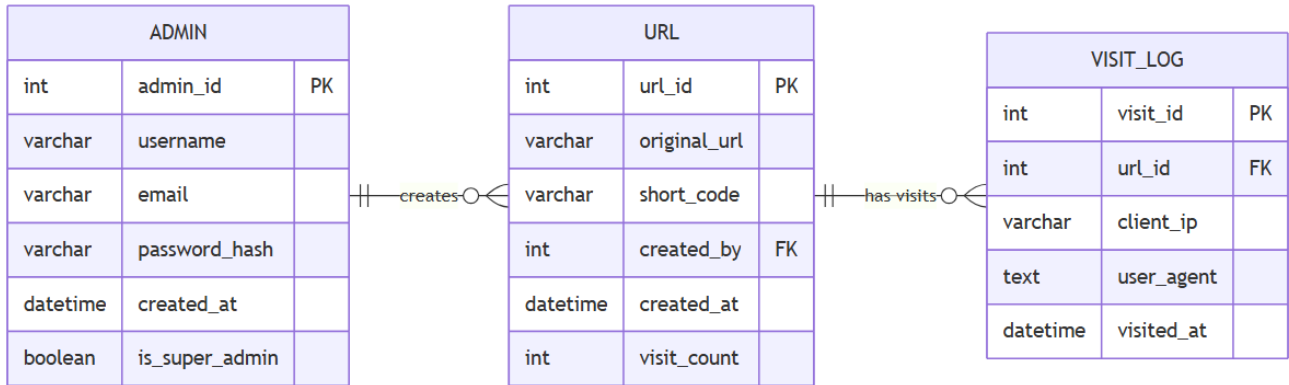 ADMIN
int admin_id PK
varchar username
varchar email
varchar password_hash
datetime created_at
boolean is_super_admin
creates
URL
int url_id PK
varchar original_url
varchar short_code
int created_by FK
datetime created_at
int visit_count
has visits
VISIT_LOG
int visit_id PK
int url_id FK
varchar client_ip
text user_agent
datetime visited_at